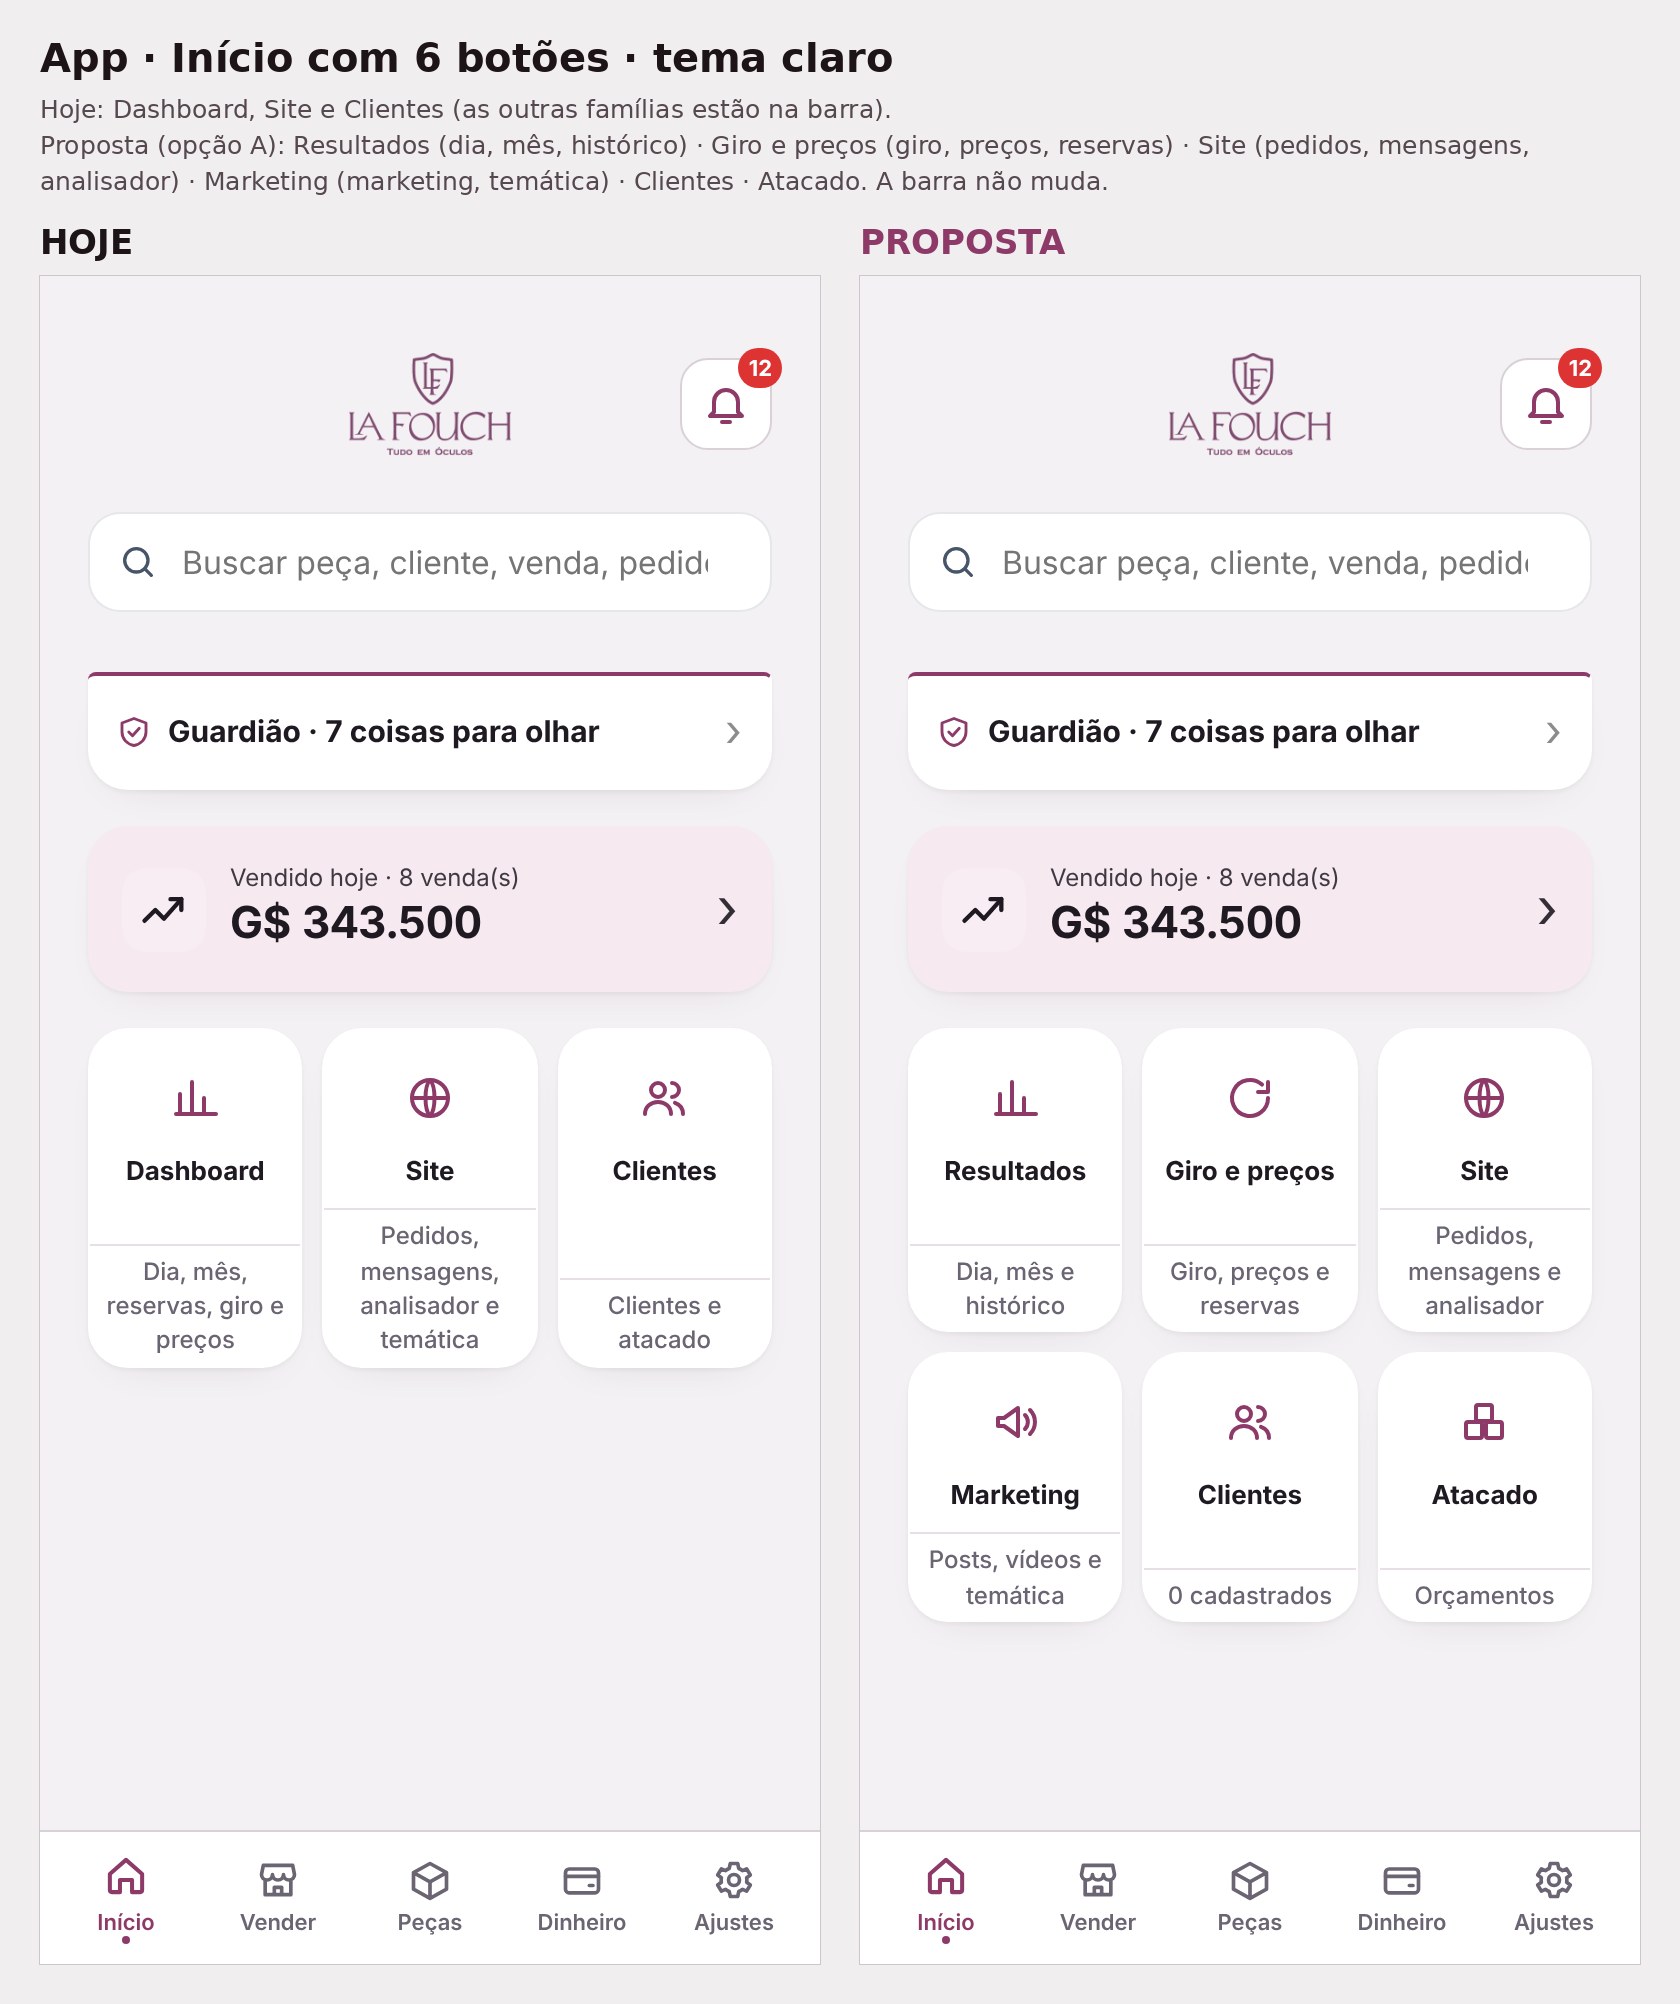 App · Início com 6 botões · tema claro
Hoje: Dashboard, Site e Clientes (as outras famílias estão na barra).
Proposta (opção A): Resultados (dia, mês, histórico) · Giro e preços (giro, preços, reservas) · Site (pedidos, mensagens,
analisador) · Marketing (marketing, temática) · Clientes · Atacado. A barra não muda.
HOJE
LF
LA FOUCH
TUDO EM ÓCULOS
12
Buscar peça, cliente, venda, pedid
Guardião · 7 coisas para olhar
Vendido hoje · 8 venda(s)
G$ 343.500
Dashboard
Dia, mês,
reservas, giro e
preços
Site
Pedidos,
mensagens,
analisador e
temática
Clientes
Clientes e
atacado
Início
Vender
Peças
Dinheiro
Ajustes
PROPOSTA
LF
LA FOUCH
TUDO EM ÓCULOS
12
Buscar peça, cliente, venda, pedid
Guardião · 7 coisas para olhar
Vendido hoje · 8 venda(s)
G$ 343.500
Resultados
Dia, mês e
histórico
Giro e preços
Giro, preços e
reservas
Site
Pedidos,
mensagens e
analisador
Marketing
Posts, vídeos e
temática
Clientes
0 cadastrados
Atacado
Orçamentos
Início
Vender
Peças
Dinheiro
Ajustes